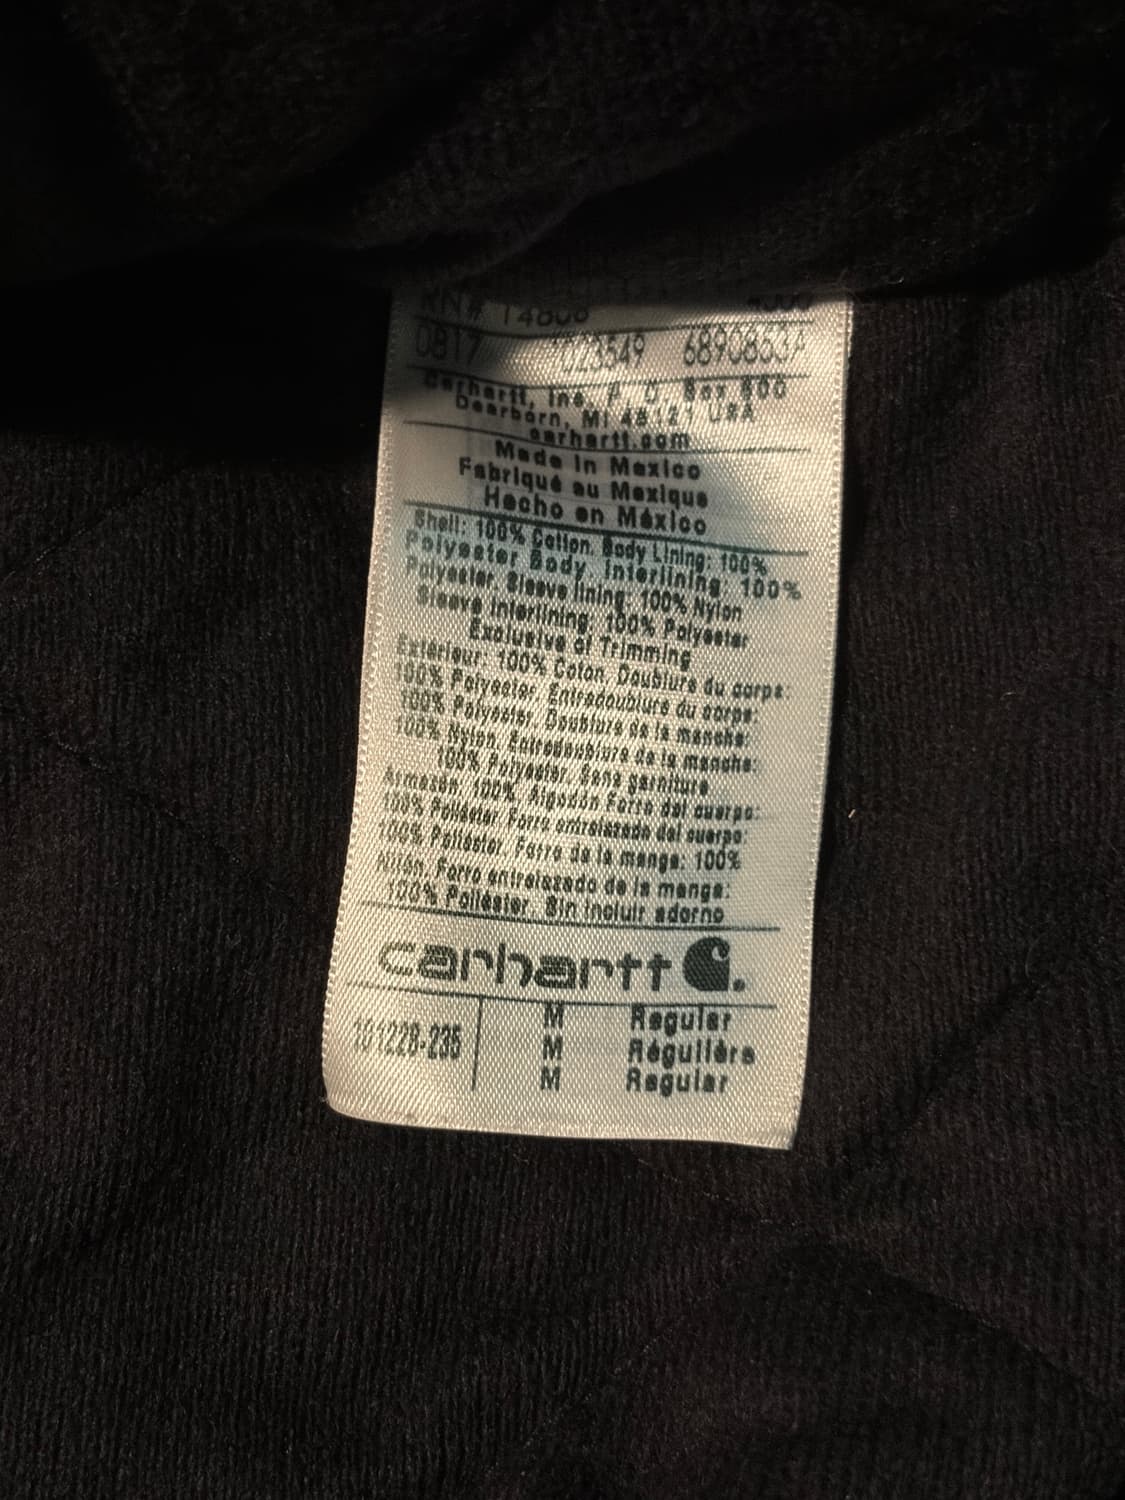 RN# 14806
0817 023549 6890853A
Carhartt, Inc. P. O. Box 600
Dearborn, MI 48121 USA
carhartt.com
Made in Mexico
Fabriqué au Mexique
Hecho en México
Shell: 100% Cotton. Body Lining: 100%
Polyester Body. Interlining. 100%
Polyester. Sleeve lining: 100% Nylon
Sleeve Interlining. 100% Polyester
Exclusive of Trimming
Extérieur: 100% Coton. Doublure du corps:
100% Polyester. Entredoublure du corps:
100% Polyester. Doublure de la manche:
100% Nylon. Entredoublure de la manche:
100% Polyester. Sans garniture
Armazón: 100% Algodón Forro del cuerpo:
100% Poliéster. Forro entrelazado del cuerpo:
100% Poliéster. Forro de la manga: 100%
Nilón. Forro entrelazado de la manga:
100% Poliéster. Sin incluir adorno
carhartt
101228-235 M Regular
M Régulière
M Regular